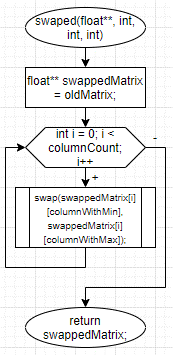 swaped(float**, int,
int, int)
float** swappedMatrix
= oldMatrix;
int i = 0; i <
columnCount;
i++
-
+
swap(swappedMatrix[i]
[columnWithMin],
swappedMatrix[i]
[columnWithMax]);
return
swappedMatrix;